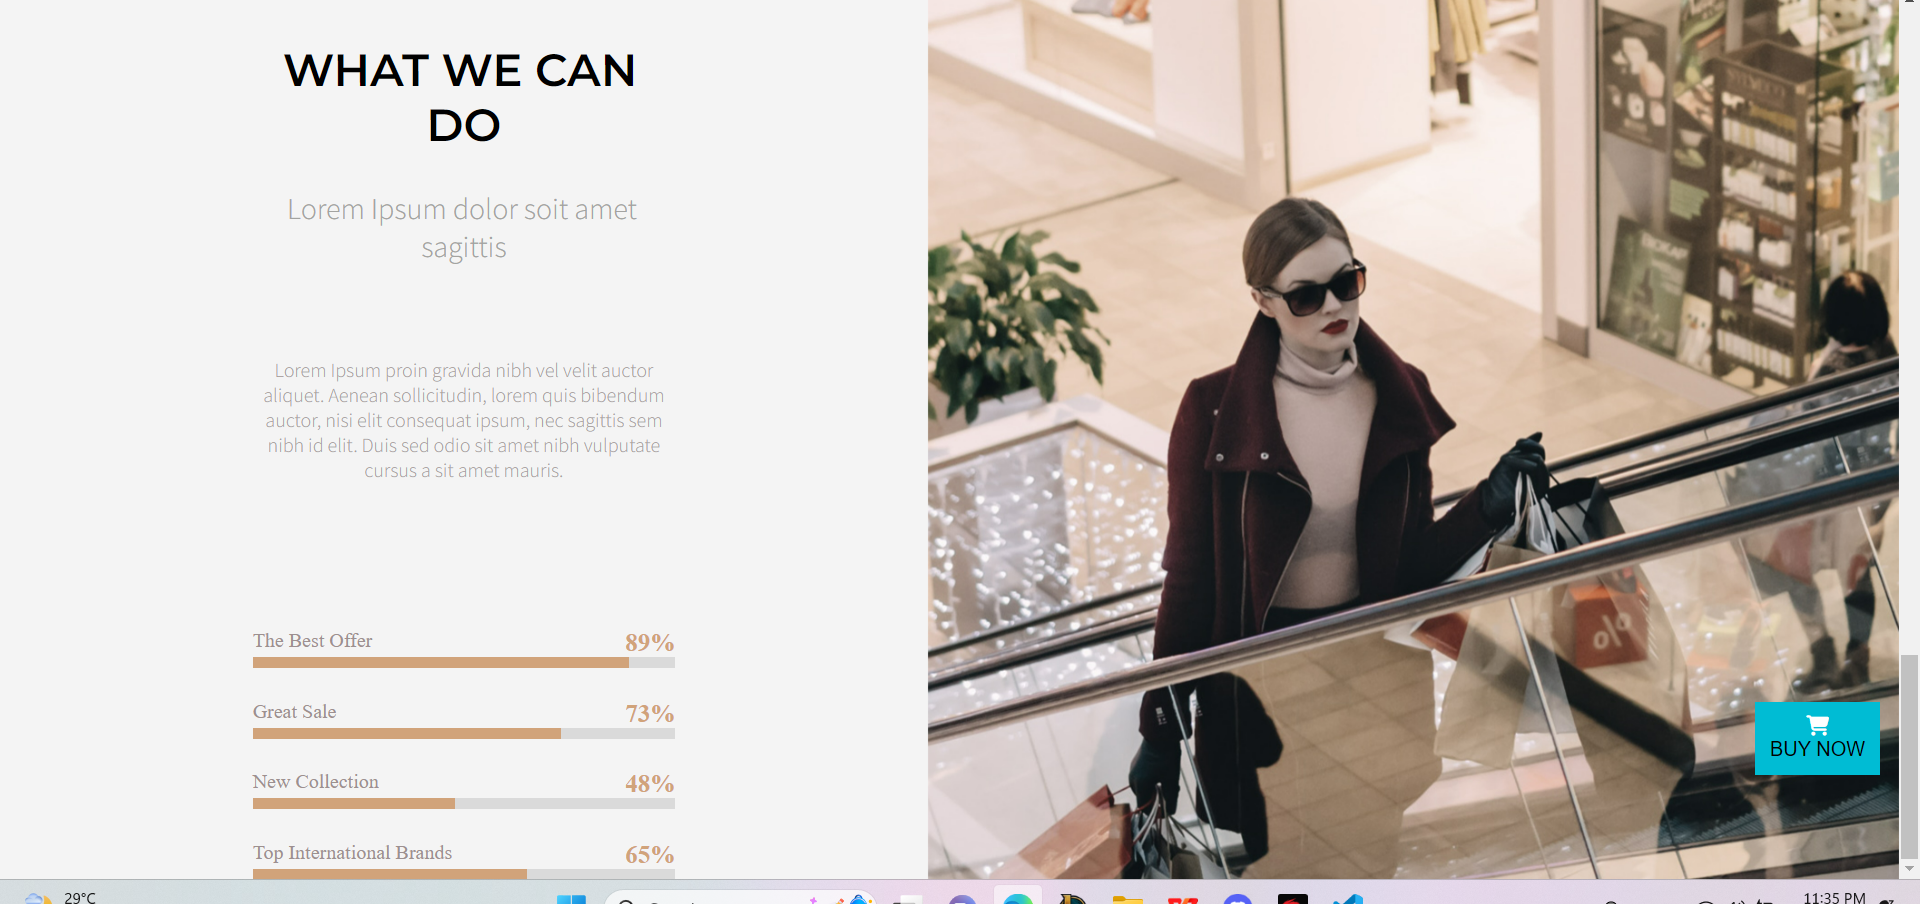 WHAT WE CAN
DO
Lorem Ipsum dolor soit amet
sagittis
Lorem Ipsum proin gravida nibh vel velit auctor
aliquet. Aenean sollicitudin, lorem quis bibendum
auctor, nisi elit consequat ipsum, nec sagittis sem
nibh id elit. Duis sed odio sit amet nibh vulputate
cursus a sit amet mauris.
The Best Offer 89%
Great Sale 73%
New Collection 48%
Top International Brands 65%
%
BUY NOW
29°C
11:35 PM